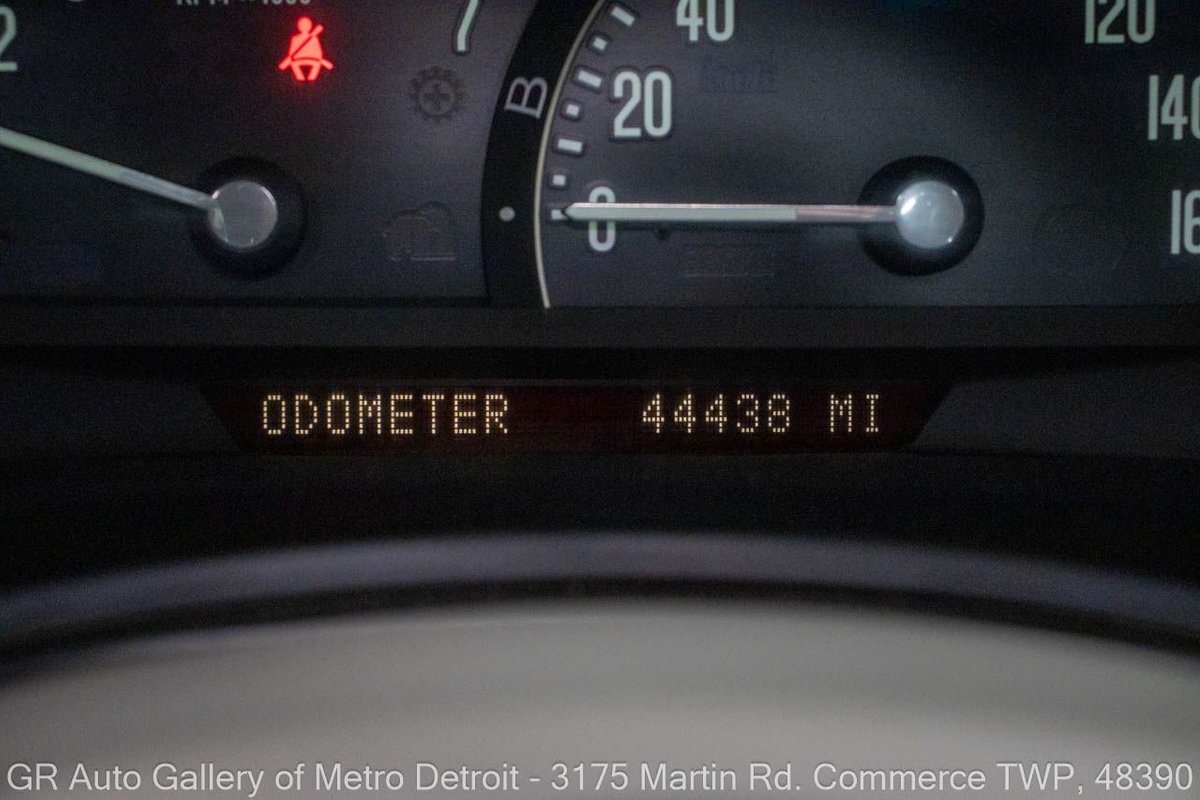 7
40
120
B
20
140
0
ODOMETER 44438 MI
GR Auto Gallery of Metro Detroit - 3175 Martin Rd. Commerce TWP, 48390